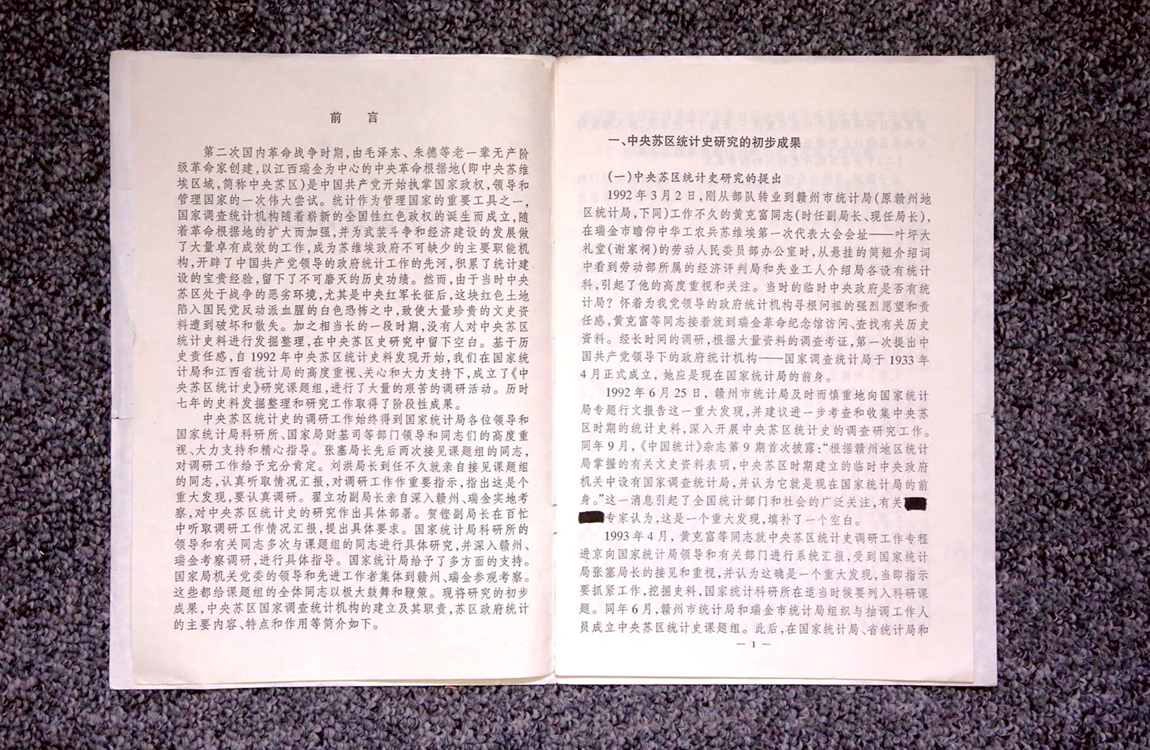 前 言
第二次国内革命战争时期,由毛泽东、朱德等老一辈无产阶
级革命家创建,以江西瑞金为中心的中央革命根据地(即中央苏维
埃区域,简称中央苏区)是中国共产党开始执掌国家政权,领导和
管理国家的一次伟大尝试。统计作为管理国家的重要工具之一,
国家调查统计机构随着崭新的全国性红色政权的诞生而成立,随
着革命根据地的扩大而加强,并为武装斗争和经济建设的发展做
了大量卓有成效的工作,成为苏维埃政府不可缺少的主要职能机
构,开辟了中国共产党领导的政府统计工作的先河,积累了统计建
设的宝贵经验,留下了不可磨灭的历史功绩。然而,由于当时中央
苏区处于战争的恶劣环境,尤其是中央红军长征后,这块红色土地
陷入国民党反动派血腥的白色恐怖之中,致使大量珍贵的文史资
料遭到破坏和散失。加之相当长的一段时期,没有人对中央苏区
统计史料进行发掘整理,在中央苏区史研究中留下空白。基于历
史责任感,自1992年中央苏区统计史料发现开始,我们在国家统
计局和江西省统计局的高度重视、关心和大力支持下,成立了《中
央苏区统计史》研究课题组,进行了大量的艰苦的调研活动。历时
七年的史料发掘整理和研究工作取得了阶段性成果。
中央苏区统计史的调研工作始终得到国家统计局各位领导和
国家统计局科研所、国家局财基司等部门领导和同志们的高度重
视、大力支持和精心指导。张塞局长先后两次接见课题组的同志,
对调研工作给予充分肯定。刘洪局长到任不久就亲自接见课题组
的同志,认真听取情况汇报,对调研工作作重要指示,指出这是个
重大发现,要认真调研。翟立功副局长亲自深入赣州、瑞金实地考
察,对中央苏区统计史的研究作出具体部署。贺铿副局长在百忙
中听取调研工作情况汇报,提出具体要求。国家统计局科研所的
领导和有关同志多次与课题组的同志进行具体研究,并深入赣州、
瑞金考察调研,进行具体指导。国家统计局给予了多方面的支持。
国家局机关党委的领导和先进工作者集体到赣州、瑞金参观考察。
这些都给课题组的全体同志以极大鼓舞和鞭策。现将研究的初步
成果,中央苏区国家调查统计机构的建立及其职责,苏区政府统计
的主要内容、特点和作用等简介如下。
一、中央苏区统计史研究的初步成果
(一)中央苏区统计史研究的提出
1992年3月2日,刚从部队转业到赣州市统计局(原赣州地
区统计局,下同)工作不久的黄克富同志(时任副局长、现任局长),
在瑞金市瞻仰中华工农兵苏维埃第一次代表大会会址——叶坪大
礼堂(谢家祠)的劳动人民委员部办公室时,从悬挂的简短介绍词
中看到劳动部所属的经济评判局和失业工人介绍局各设有统计
科,引起了他的高度重视和关注。当时的临时中央政府是否有统
计局?怀着为我党领导的政府统计机构寻根问祖的强烈愿望和责
任感,黄克富等同志接着就到瑞金革命纪念馆访问、查找有关历史
资料。经长时间的调研,根据大量资料的调查考证,第一次提出中
国共产党领导下的政府统计机构——国家调查统计局于1933年
4月正式成立,她应是现在国家统计局的前身。
1992年6月25日,赣州市统计局及时而慎重地向国家统计
局专题行文报告这一重大发现,并建议进一步考查和收集中央苏
区时期的统计史料,深入开展中央苏区统计史的调查研究工作。
同年9月,《中国统计》杂志第9期首次披露:“根据赣州地区统计
局掌握的有关文史资料表明,中央苏区时期建立的临时中央政府
机关中设有国家调查统计局,并认为它就是现在国家统计局的前
身。”这一消息引起了全国统计部门和社会的广泛关注,有关
专家认为,这是一个重大发现,填补了一个空白。
1993年4月,黄克富等同志就中央苏区统计史调研工作专程
进京向国家统计局领导和有关部门进行系统汇报,受到国家统计
局张塞局长的接见和重视,并认为这确是一个重大发现,当即指示
要抓紧工作,挖掘史料,国家统计科研所在适当时候要列入科研课
题。同年6月,赣州市统计局和瑞金市统计局组织与抽调工作人
员成立中央苏区统计史课题组。此后,在国家统计局、省统计局和
— 1 —